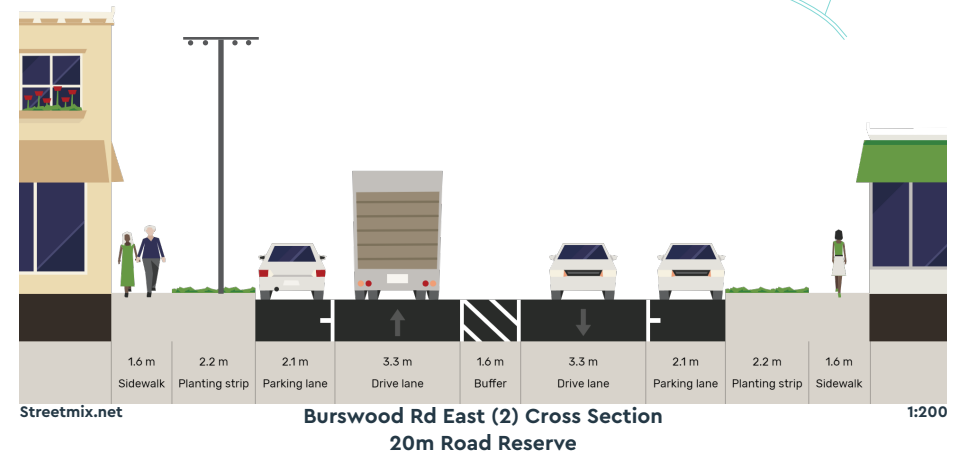 1.6 m 2.2 m 2.1 m 3.3 m 1.6 m 3.3 m 2.1 m 2.2 m 1.6 m
Sidewalk Planting strip Parking lane Drive lane Buffer Drive lane Parking lane Planting strip Sidewalk
Streetmix.net Burswood Rd East (2) Cross Section 1:200
20m Road Reserve